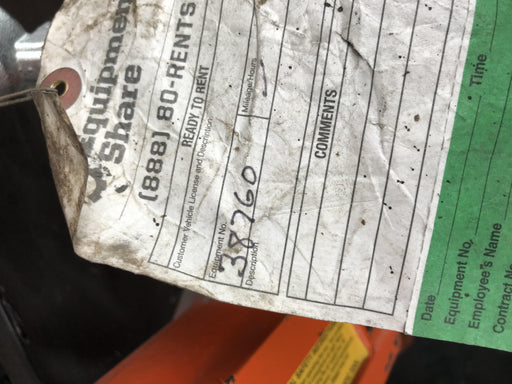 Equipment
Share
(888) 80-RENTS
READY TO RENT
Customer Vehicle License and Description
Equipment No. Mileage/Hours
38760
Description
COMMENTS
Date Time
Equipment No.
Employee's Name
Contract No